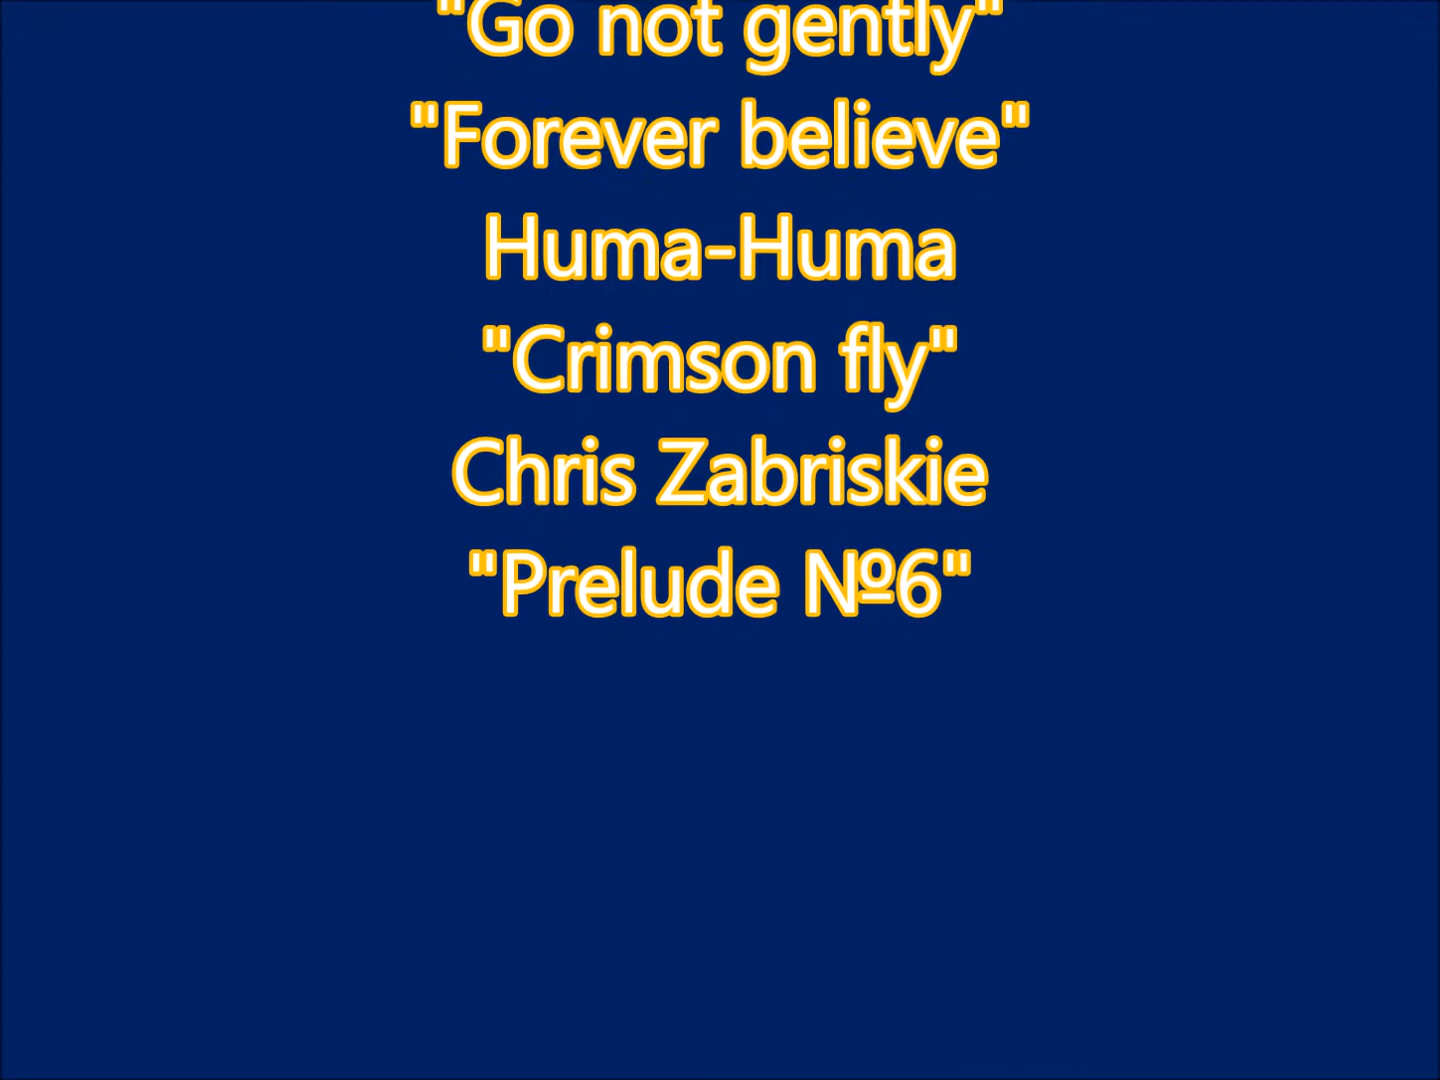 "Go not gently"
"Forever believe"
Huma-Huma
"Crimson fly"
Chris Zabriskie
"Prelude №6"